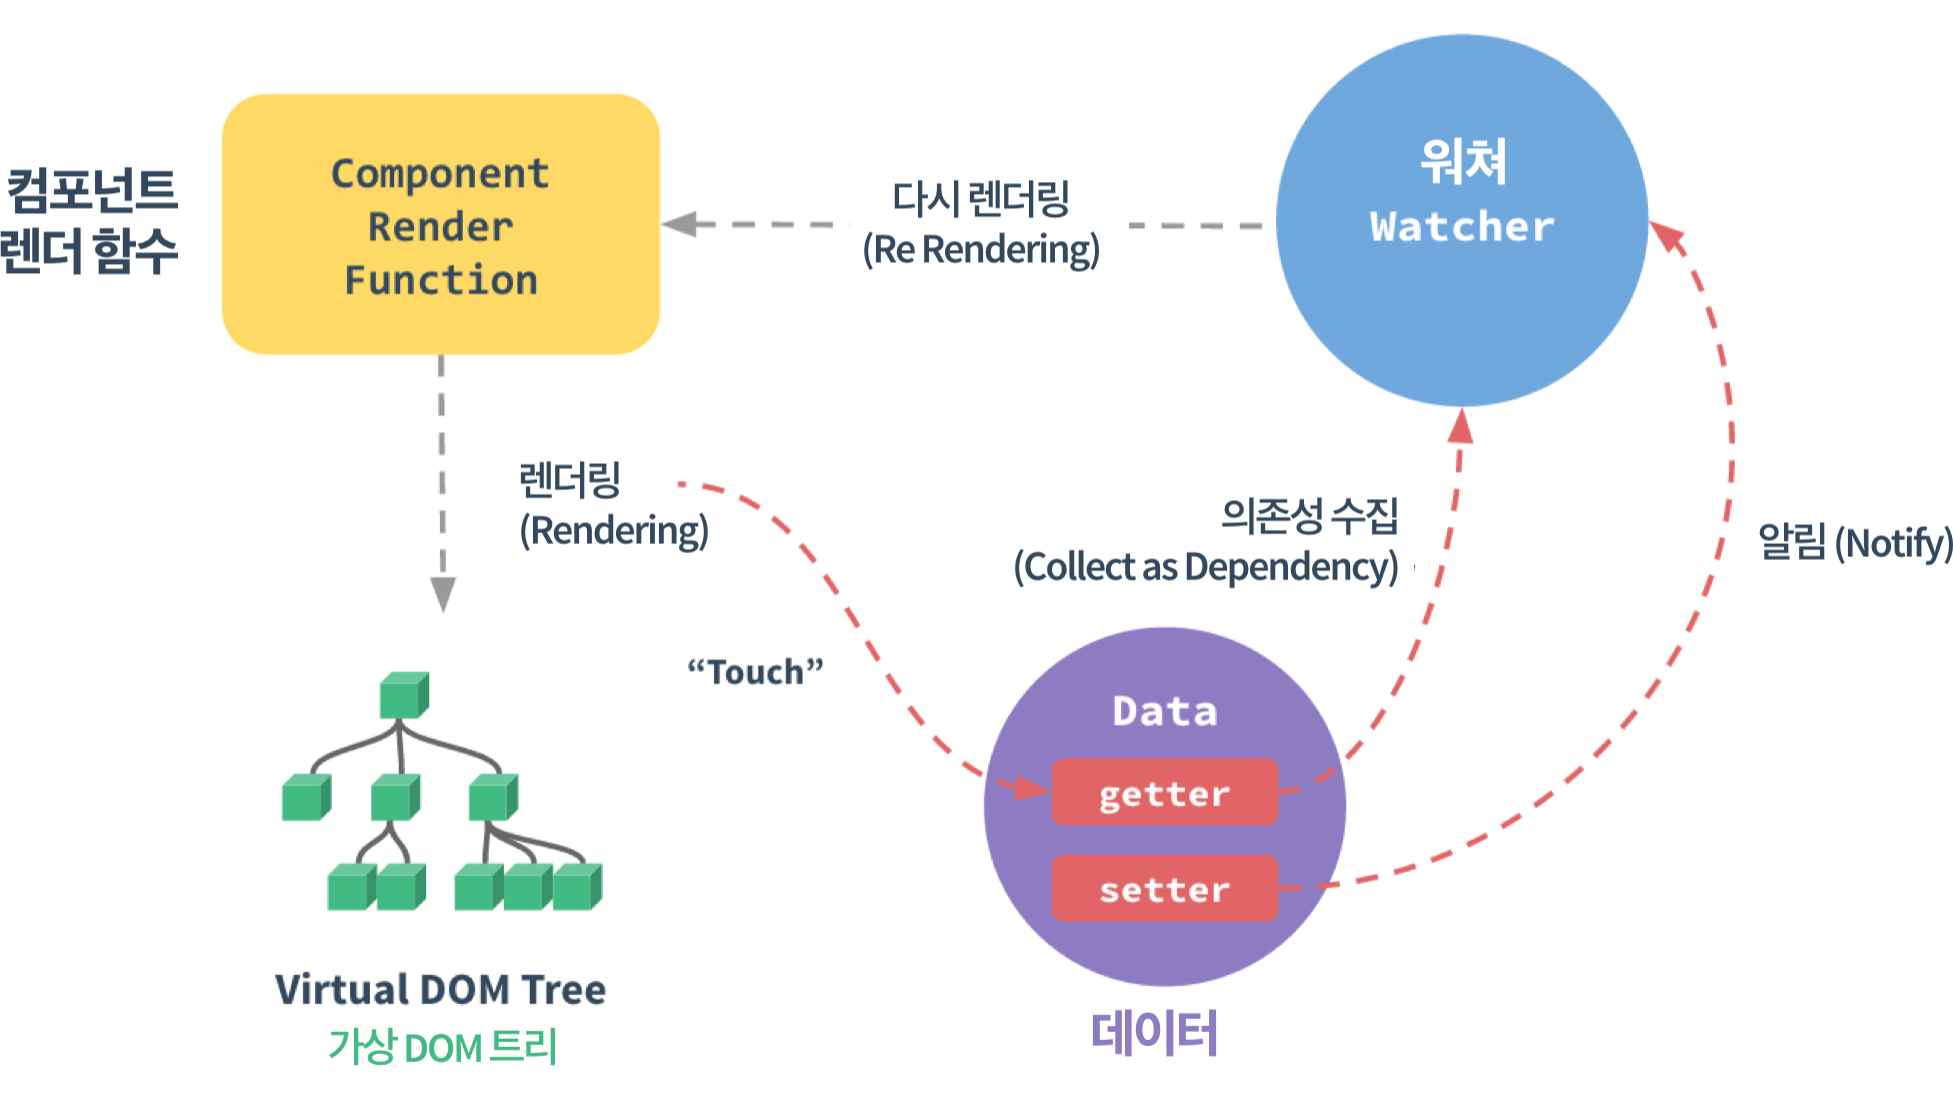 컴포넌트
렌더 함수
Component
Render
Function
다시 렌더링
(Re Rendering)
워쳐
Watcher
렌더링
(Rendering)
"Touch"
의존성 수집
(Collect as Dependency)
알림 (Notify)
Data
getter
setter
데이터
Virtual DOM Tree
가상 DOM 트리